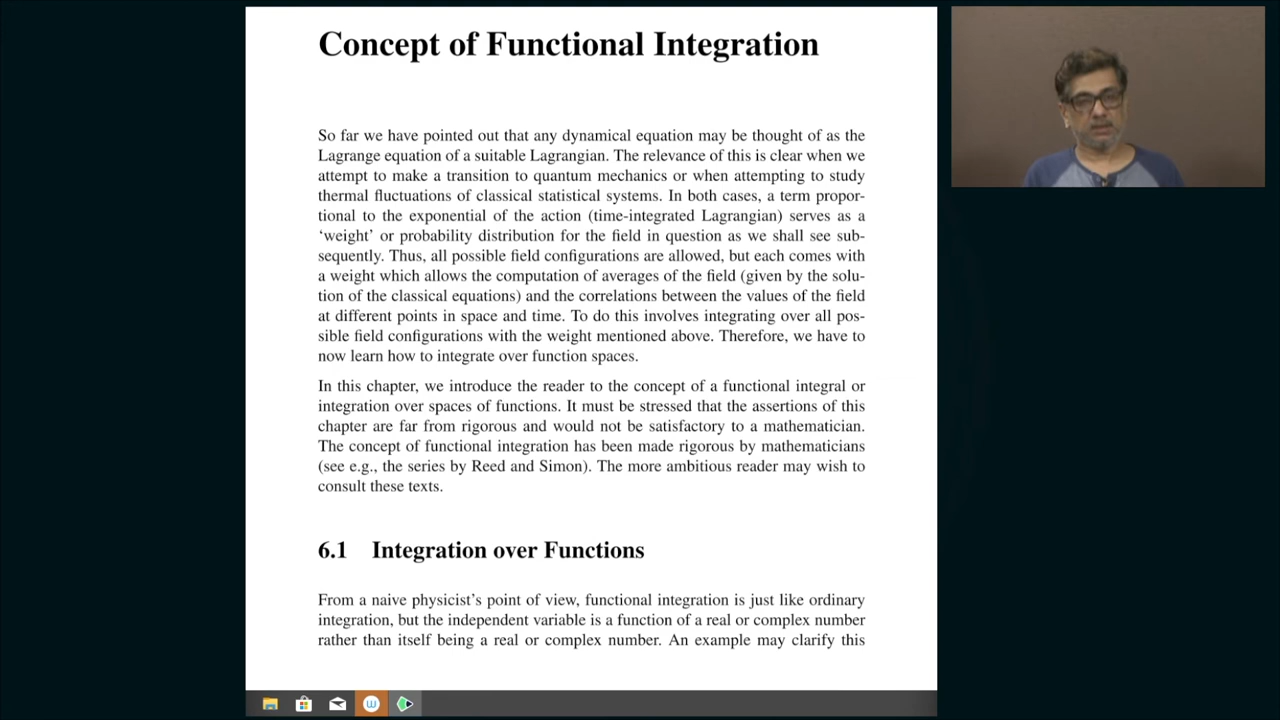 Concept of Functional Integration
So far we have pointed out that any dynamical equation may be thought of as the
Lagrange equation of a suitable Lagrangian. The relevance of this is clear when we
attempt to make a transition to quantum mechanics or when attempting to study
thermal fluctuations of classical statistical systems. In both cases, a term propor-
tional to the exponential of the action (time-integrated Lagrangian) serves as a
‘weight’ or probability distribution for the field in question as we shall see sub-
sequently. Thus, all possible field configurations are allowed, but each comes with
a weight which allows the computation of averages of the field (given by the solu-
tion of the classical equations) and the correlations between the values of the field
at different points in space and time. To do this involves integrating over all pos-
sible field configurations with the weight mentioned above. Therefore, we have to
now learn how to integrate over function spaces.
In this chapter, we introduce the reader to the concept of a functional integral or
integration over spaces of functions. It must be stressed that the assertions of this
chapter are far from rigorous and would not be satisfactory to a mathematician.
The concept of functional integration has been made rigorous by mathematicians
(see e.g., the series by Reed and Simon). The more ambitious reader may wish to
consult these texts.
6.1 Integration over Functions
From a naive physicist’s point of view, functional integration is just like ordinary
integration, but the independent variable is a function of a real or complex number
rather than itself being a real or complex number. An example may clarify this